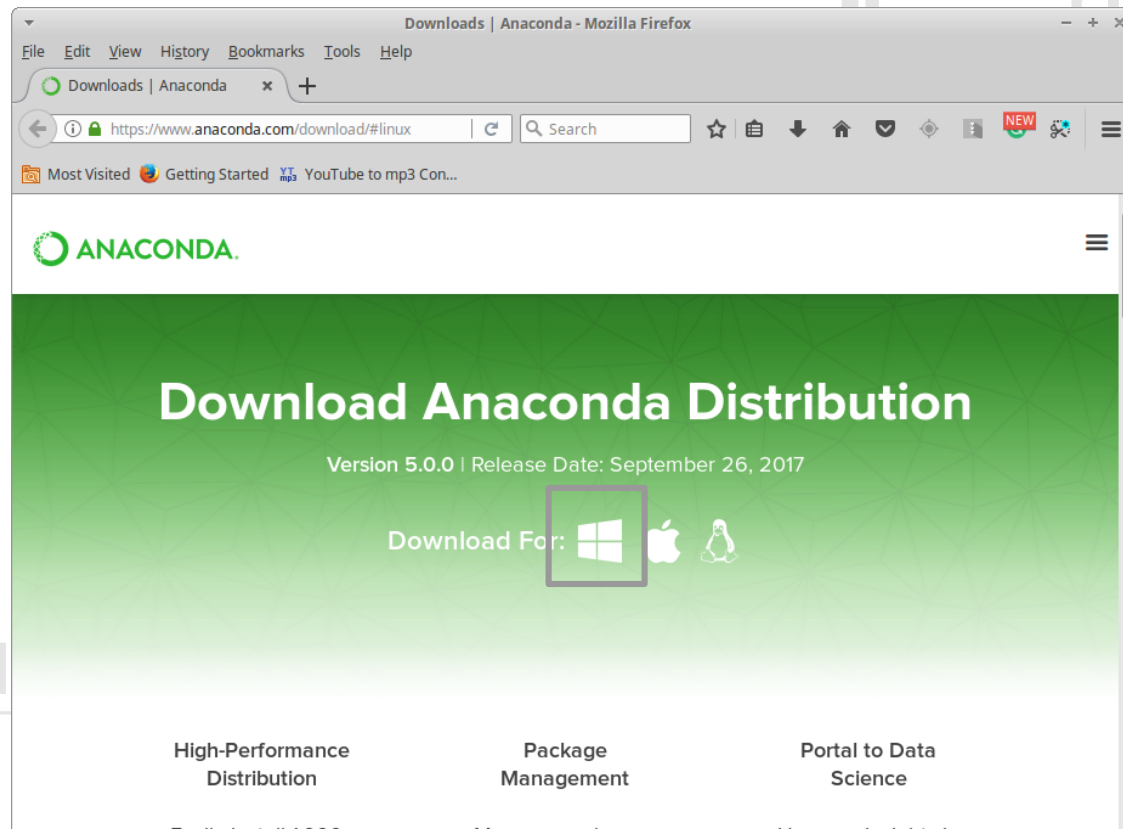 Downloads | Anaconda - Mozilla Firefox
File Edit View History Bookmarks Tools Help
Downloads | Anaconda
https://www.anaconda.com/download/#linux
Search
NEW
Most Visited Getting Started YT mp3 YouTube to mp3 Con...
ANACONDA.
Download Anaconda Distribution
Version 5.0.0 | Release Date: September 26, 2017
Download For:
High-Performance Distribution
Package Management
Portal to Data Science